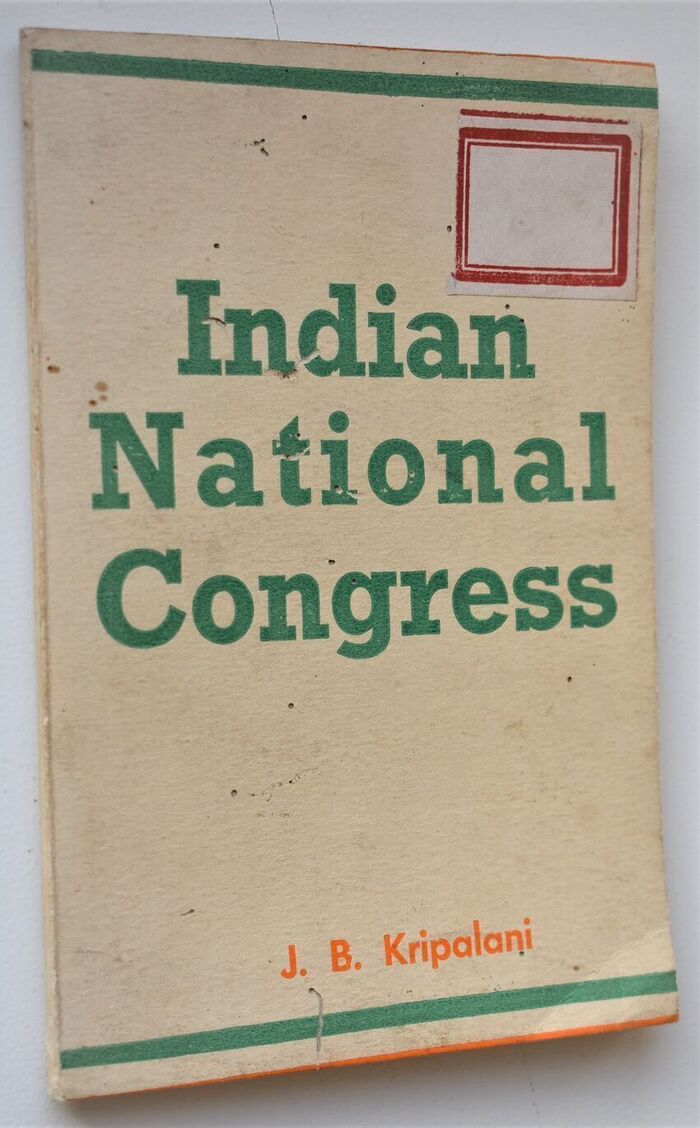 Indian
National
Congress
J. B. Kripalani